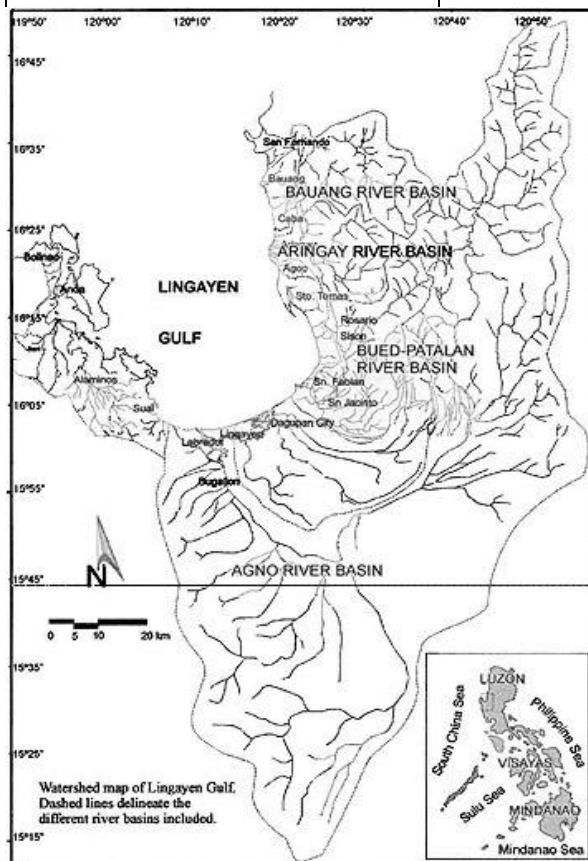 119°50' 120°00' 120°10' 120°20' 120°30' 120°40' 120°50'
16°45'
16°35'
San Fernando
Bauang
BAUANG RIVER BASIN
16°25'
Caba
Bolinao
ARINGAY RIVER BASIN
Agoo
Anda
LINGAYEN
Sto. Tomas
16°15'
GULF
Rosario
Sison
BUED-PATALAN
RIVER BASIN
Alaminos
Sn. Fabian
16°05'
Sual
Sn Jacinto
Dagupan City
Lingayen
Labrador
15°55'
Bugallon
N
AGNO RIVER BASIN
15°45'
0 5 10 20 km
15°35'
LUZON
South China Sea
Philippine Sea
15°25'
VISAYAS
Sulu Sea
MINDANAO
Mindanao Sea
Watershed map of Lingayen Gulf.
Dashed lines delineate the
different river basins included.
15°15'